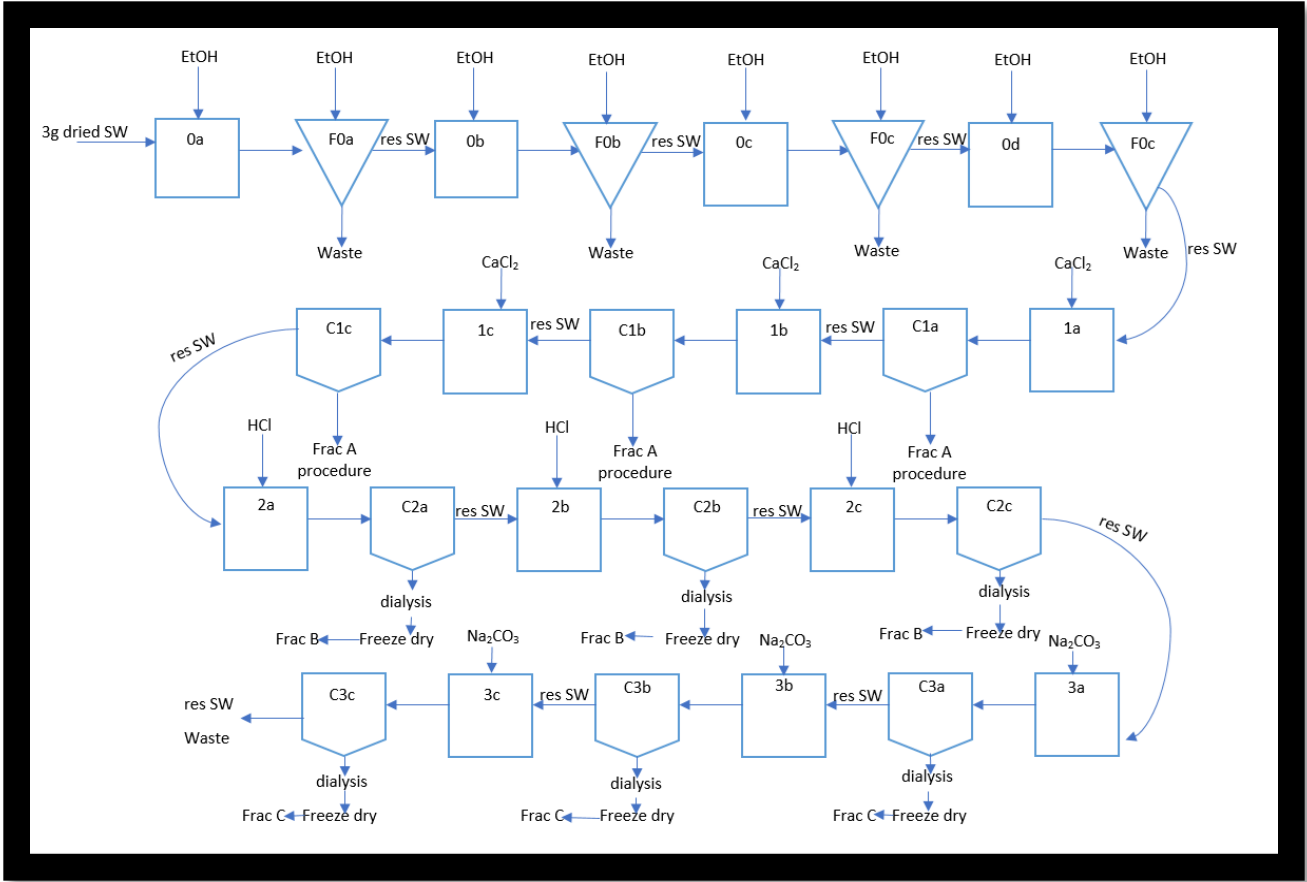 EtOH EtOH EtOH EtOH EtOH EtOH EtOH EtOH
3g dried SW 0a F0a res SW 0b F0b res SW 0c F0c res SW 0d F0c
Waste Waste Waste Waste res SW
CaCl₂ CaCl₂ CaCl₂
res SW C1c 1c res SW C1b 1b res SW C1a 1a
Frac A Frac A Frac A
procedure procedure procedure
HCl HCl HCl
2a C2a res SW 2b C2b res SW 2c C2c res SW
dialysis dialysis dialysis
Frac B Freeze dry Frac B Freeze dry Frac B Freeze dry
Na₂CO₃ Na₂CO₃ Na₂CO₃
res SW C3c 3c res SW C3b 3b res SW C3a 3a
Waste
dialysis dialysis dialysis
Frac C Freeze dry Frac C Freeze dry Frac C Freeze dry